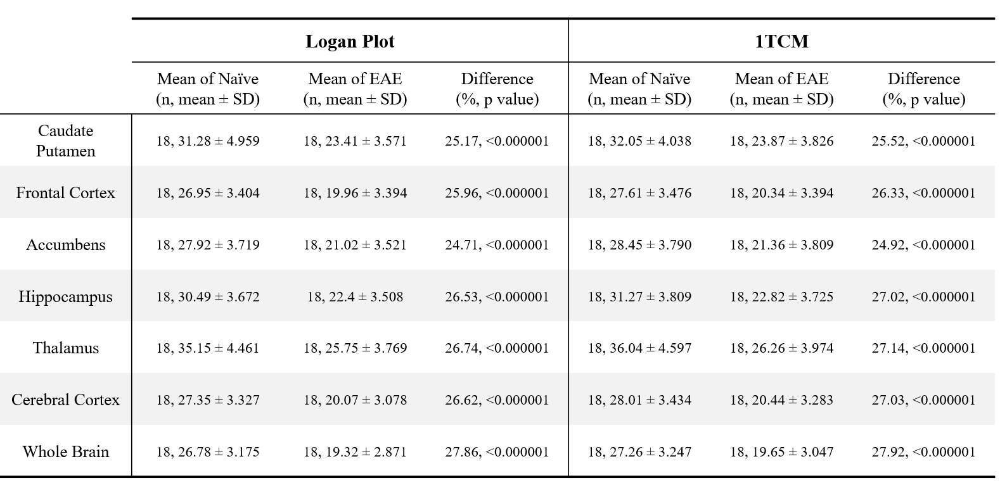 Logan Plot 1TCM
Mean of Naïve Mean of EAE Difference Mean of Naïve Mean of EAE Difference
(n, mean ± SD) (n, mean ± SD) (%, p value) (n, mean ± SD) (n, mean ± SD) (%, p value)
Caudate
Putamen
18, 31.28 ± 4.959 18, 23.41 ± 3.571 25.17, <0.000001 18, 32.05 ± 4.038 18, 23.87 ± 3.826 25.52, <0.000001
Frontal Cortex 18, 26.95 ± 3.404 18, 19.96 ± 3.394 25.96, <0.000001 18, 27.61 ± 3.476 18, 20.34 ± 3.394 26.33, <0.000001
Accumbens 18, 27.92 ± 3.719 18, 21.02 ± 3.521 24.71, <0.000001 18, 28.45 ± 3.790 18, 21.36 ± 3.809 24.92, <0.000001
Hippocampus 18, 30.49 ± 3.672 18, 22.4 ± 3.508 26.53, <0.000001 18, 31.27 ± 3.809 18, 22.82 ± 3.725 27.02, <0.000001
Thalamus 18, 35.15 ± 4.461 18, 25.75 ± 3.769 26.74, <0.000001 18, 36.04 ± 4.597 18, 26.26 ± 3.974 27.14, <0.000001
Cerebral Cortex 18, 27.35 ± 3.327 18, 20.07 ± 3.078 26.62, <0.000001 18, 28.01 ± 3.434 18, 20.44 ± 3.283 27.03, <0.000001
Whole Brain 18, 26.78 ± 3.175 18, 19.32 ± 2.871 27.86, <0.000001 18, 27.26 ± 3.247 18, 19.65 ± 3.047 27.92, <0.000001